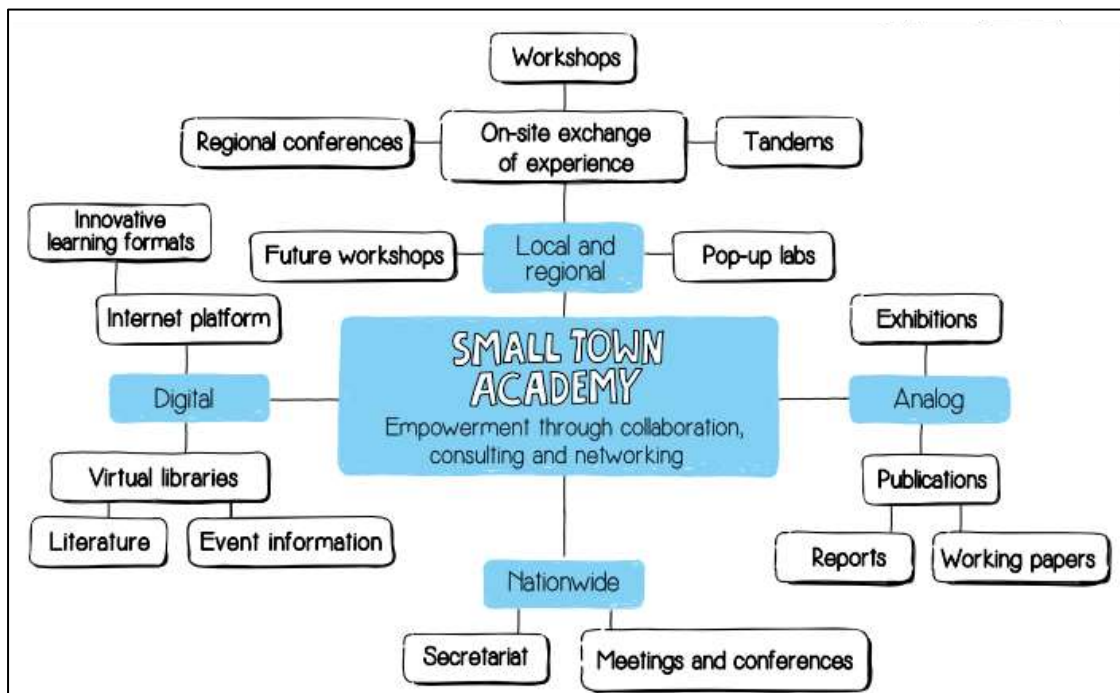 Workshops
Regional conferences
On-site exchange
of experience
Tandems
Innovative
learning formats
Future workshops
Local and
regional
Pop-up labs
Internet platform
Exhibitions
SMALL TOWN
ACADEMY
Digital
Empowerment through collaboration,
consulting and networking
Analog
Virtual libraries
Publications
Literature
Event information
Reports
Working papers
Nationwide
Secretariat
Meetings and conferences